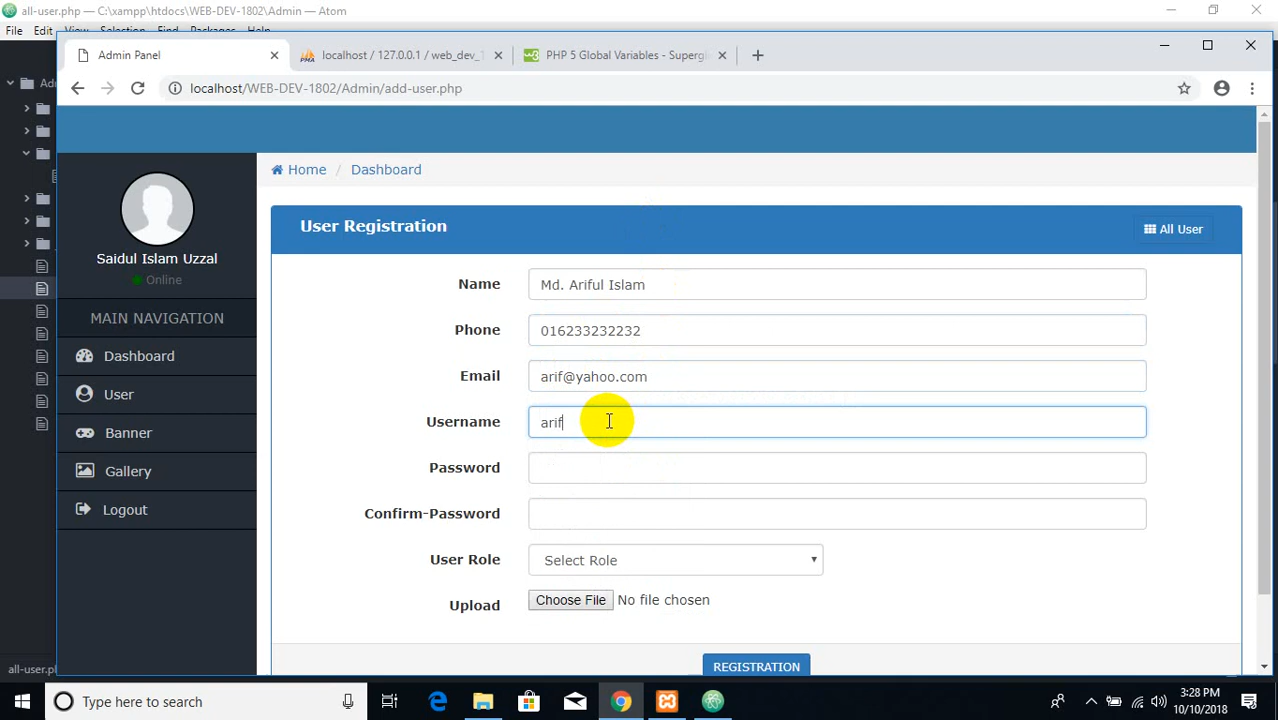 all-user.php — C:\xampp\htdocs\WEB-DEV-1802\Admin — Atom
File Edit View Selection Find Packages Help
Admin Panel
localhost / 127.0.0.1 / web_dev_1
PHP 5 Global Variables - Supergl
localhost/WEB-DEV-1802/Admin/add-user.php
Home / Dashboard
User Registration
All User
Saidul Islam Uzzal
Online
MAIN NAVIGATION
Dashboard
User
Banner
Gallery
Logout
Name Md. Ariful Islam
Phone 016233232232
Email arif@yahoo.com
Username arif
Password
Confirm-Password
User Role Select Role
Upload Choose File No file chosen
REGISTRATION
all-user.ph
Type here to search
3:28 PM
10/10/2018